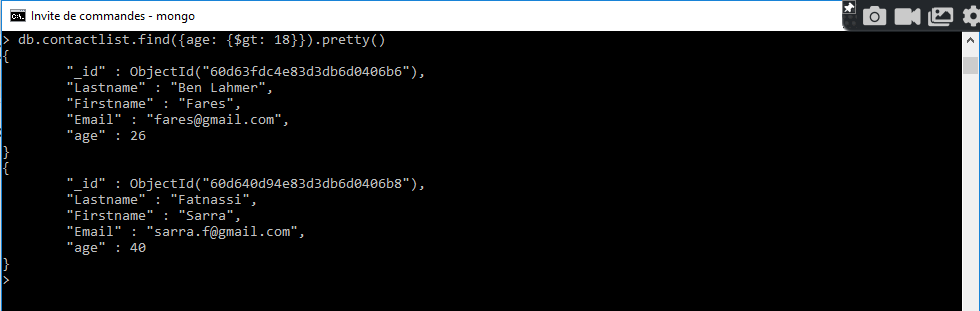 Invite de commandes - mongo
> db.contactlist.find({age: {$gt: 18}}).pretty()
{
        "_id" : ObjectId("60d63fdc4e83d3db6d0406b6"),
        "Lastname" : "Ben Lahmer",
        "Firstname" : "Fares",
        "Email" : "fares@gmail.com",
        "age" : 26
}
{
        "_id" : ObjectId("60d640d94e83d3db6d0406b8"),
        "Lastname" : "Fatnassi",
        "Firstname" : "Sarra",
        "Email" : "sarra.f@gmail.com",
        "age" : 40
}
>